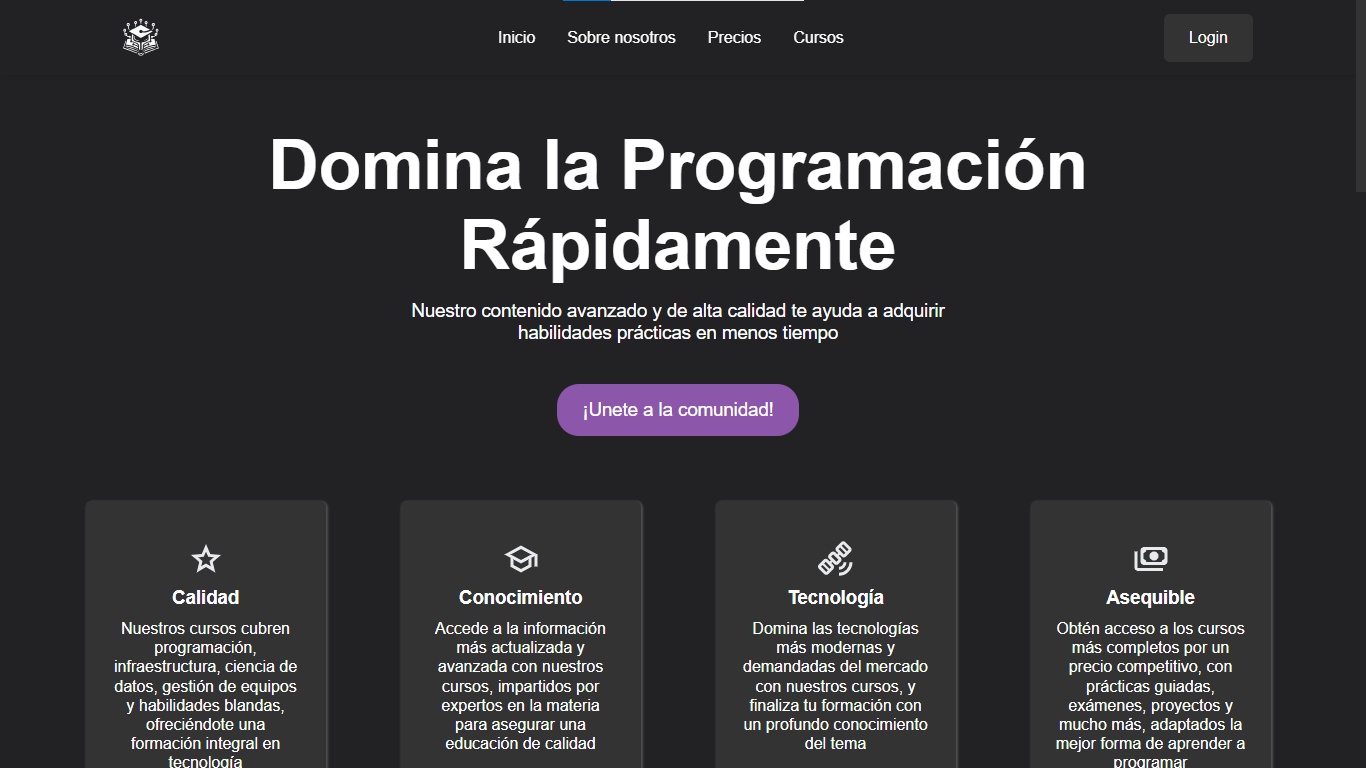 Inicio Sobre nosotros Precios Cursos Login
Domina la Programación
Rápidamente
Nuestro contenido avanzado y de alta calidad te ayuda a adquirir
habilidades prácticas en menos tiempo
¡Unete a la comunidad!
Calidad
Nuestros cursos cubren
programación,
infraestructura, ciencia de
datos, gestión de equipos
y habilidades blandas,
ofreciéndote una
formación integral en
tecnología
Conocimiento
Accede a la información
más actualizada y
avanzada con nuestros
cursos, impartidos por
expertos en la materia
para asegurar una
educación de calidad
Tecnología
Domina las tecnologías
más modernas y
demandadas del mercado
con nuestros cursos, y
finaliza tu formación con
un profundo conocimiento
del tema
Asequible
Obtén acceso a los cursos
más completos por un
precio competitivo, con
prácticas guiadas,
exámenes, proyectos y
mucho más, adaptados la
mejor forma de aprender a
programar